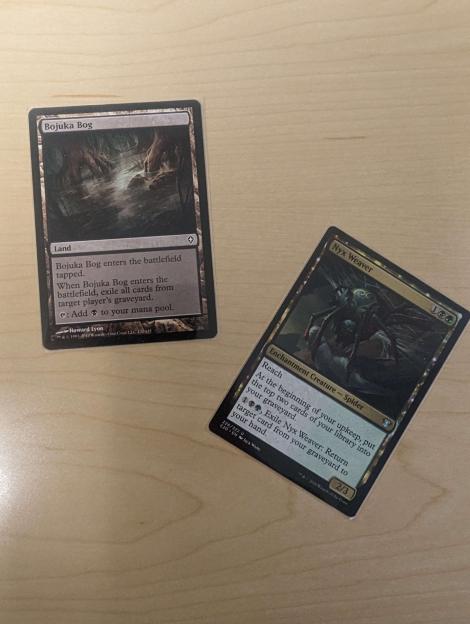 Bojuka Bog
Land
Bojuka Bog enters the battlefield
tapped.
When Bojuka Bog enters the
battlefield, exile all cards from
target player's graveyard.
: Add to your mana pool.
Howard Lyon
Nyx Weaver
1
Enchantment Creature — Spider
Reach
At the beginning of your upkeep, put
the top two cards of your library into
your graveyard.
1, Exile Nyx Weaver: Return
target card from your graveyard to
your hand.
2/3